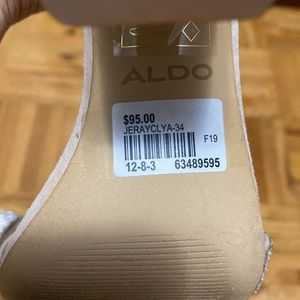 ALDO
$95.00
JERAYCLYA-34
F19
12-8-3 63489595